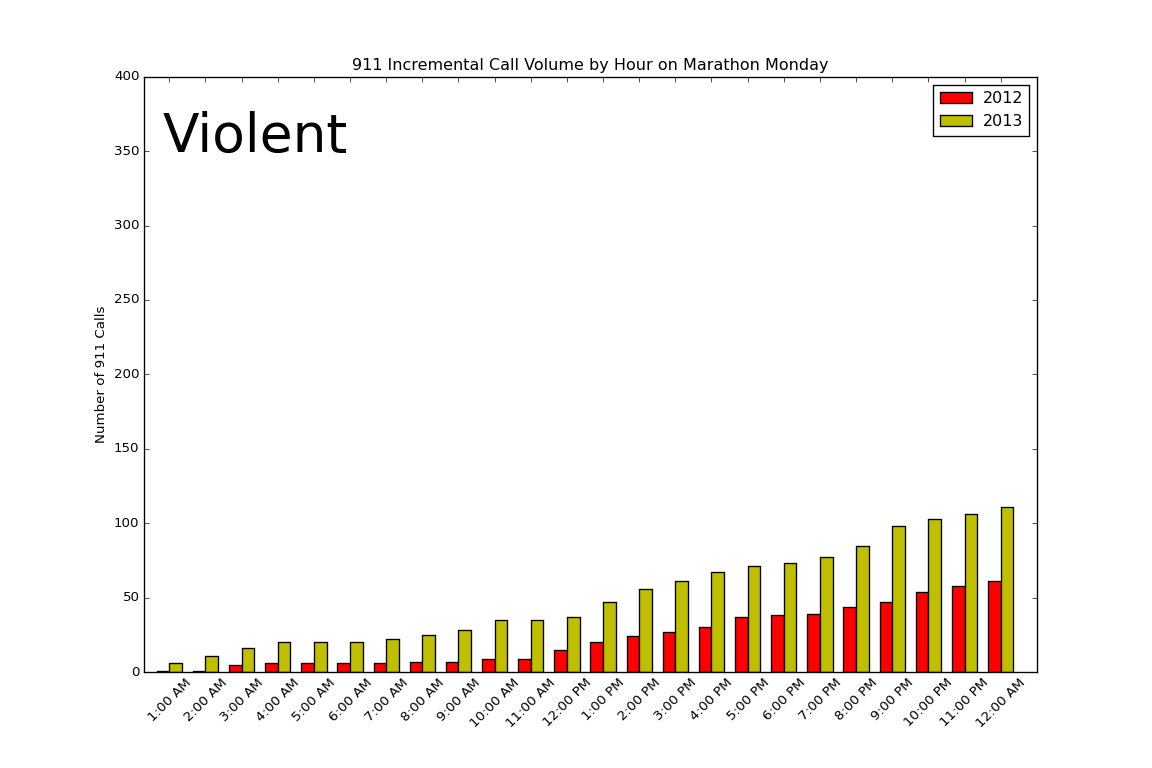 911 Incremental Call Volume by Hour on Marathon Monday
Violent
2012
2013
Number of 911 Calls
400
350
300
250
200
150
100
50
0
1:00 AM
2:00 AM
3:00 AM
4:00 AM
5:00 AM
6:00 AM
7:00 AM
8:00 AM
9:00 AM
10:00 AM
11:00 AM
12:00 PM
1:00 PM
2:00 PM
3:00 PM
4:00 PM
5:00 PM
6:00 PM
7:00 PM
8:00 PM
9:00 PM
10:00 PM
11:00 PM
12:00 AM